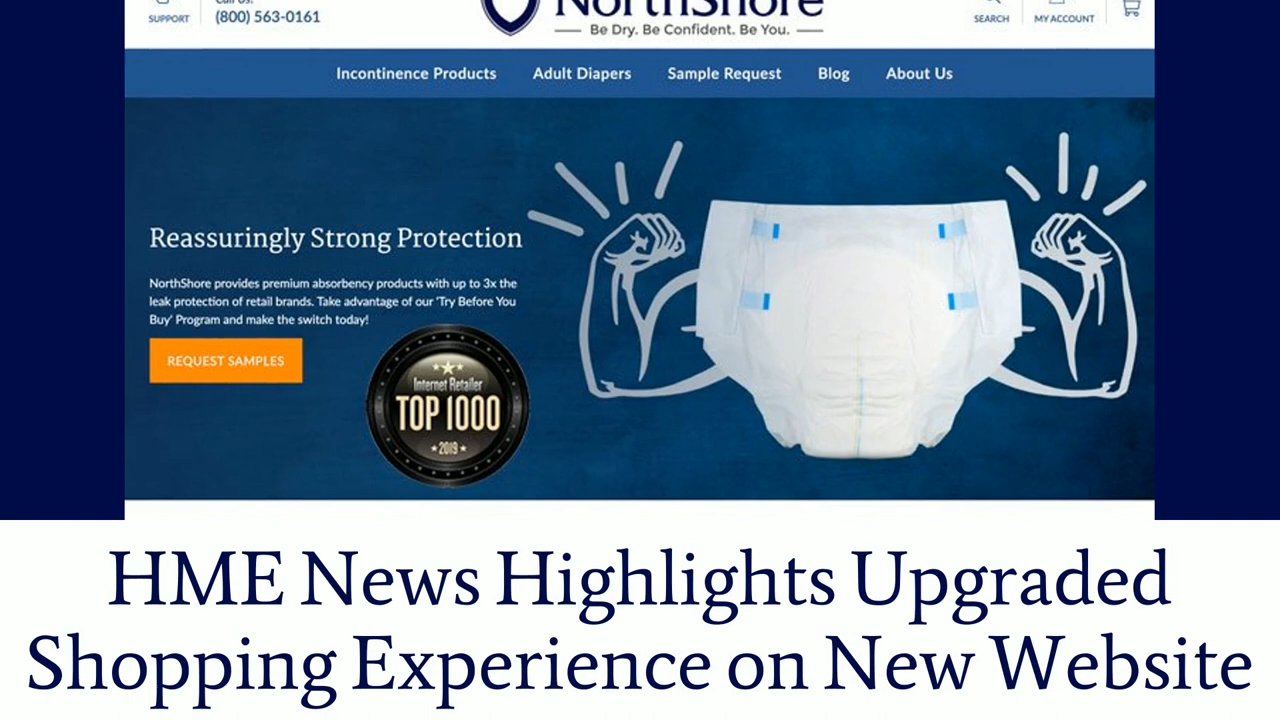 Call Us:
SUPPORT
(800) 563-0161
NorthShore
Be Dry. Be Confident. Be You.
SEARCH
MY ACCOUNT
Incontinence Products
Adult Diapers
Sample Request
Blog
About Us
Reassuringly Strong Protection
NorthShore provides premium absorbency products with up to 3x the
leak protection of retail brands. Take advantage of our 'Try Before You
Buy' Program and make the switch today!
REQUEST SAMPLES
Internet Retailer
TOP 1000
2019
HME News Highlights Upgraded
Shopping Experience on New Website